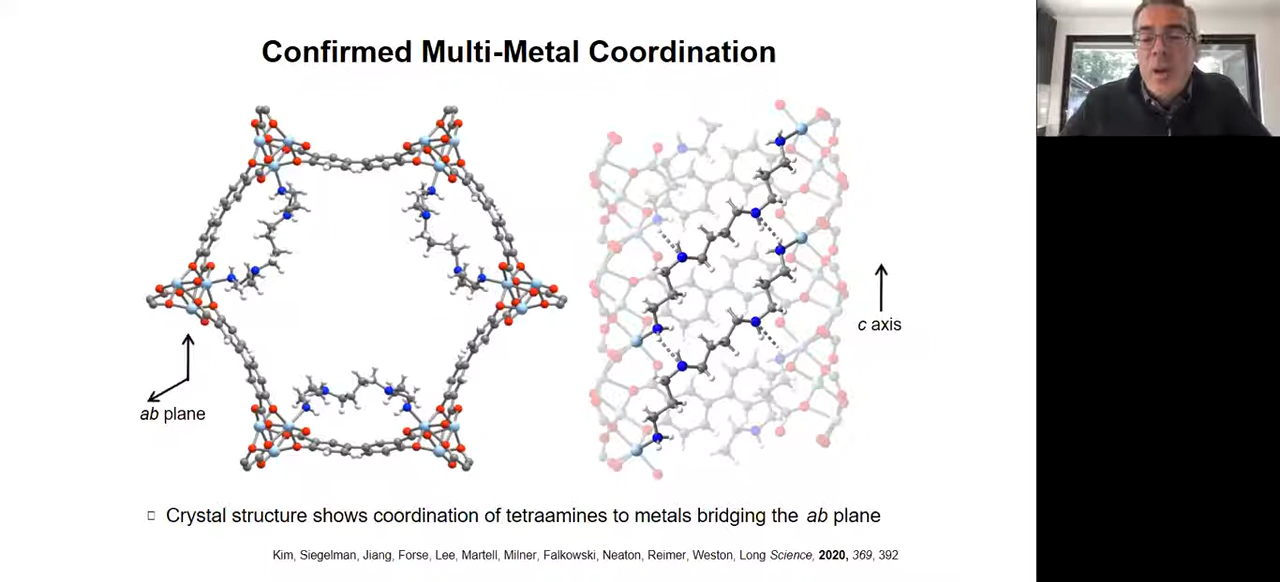 Confirmed Multi-Metal Coordination
c axis
ab plane
Crystal structure shows coordination of tetraamines to metals bridging the ab plane
Kim, Siegelman, Jiang, Forse, Lee, Martell, Milner, Falkowski, Neaton, Reimer, Weston, Long Science, 2020, 369, 392